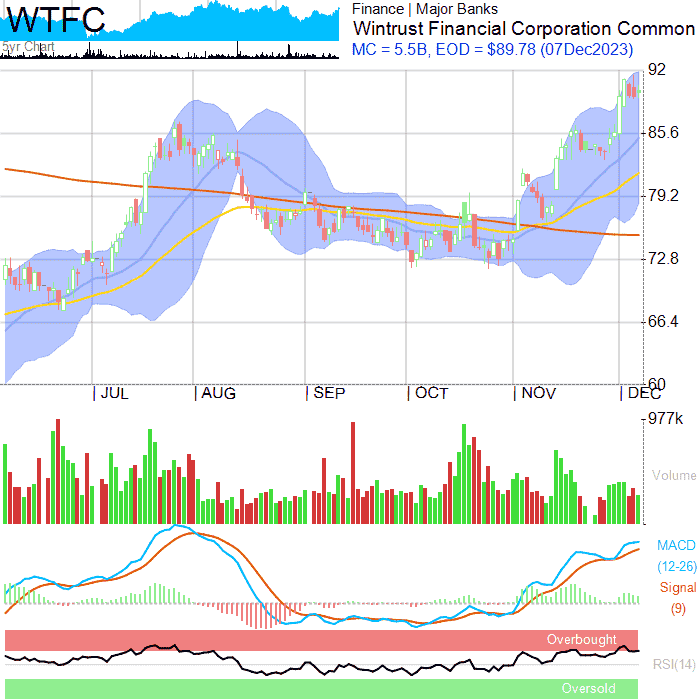 WTFC
5yr Chart
Finance | Major Banks
Wintrust Financial Corporation Common
MC = 5.5B, EOD = $89.78 (07Dec2023)
92
85.6
79.2
72.8
66.4
60
JUL AUG SEP OCT NOV DEC
977k
Volume
MACD
(12-26)
Signal
(9)
Overbought
RSI(14)
Oversold